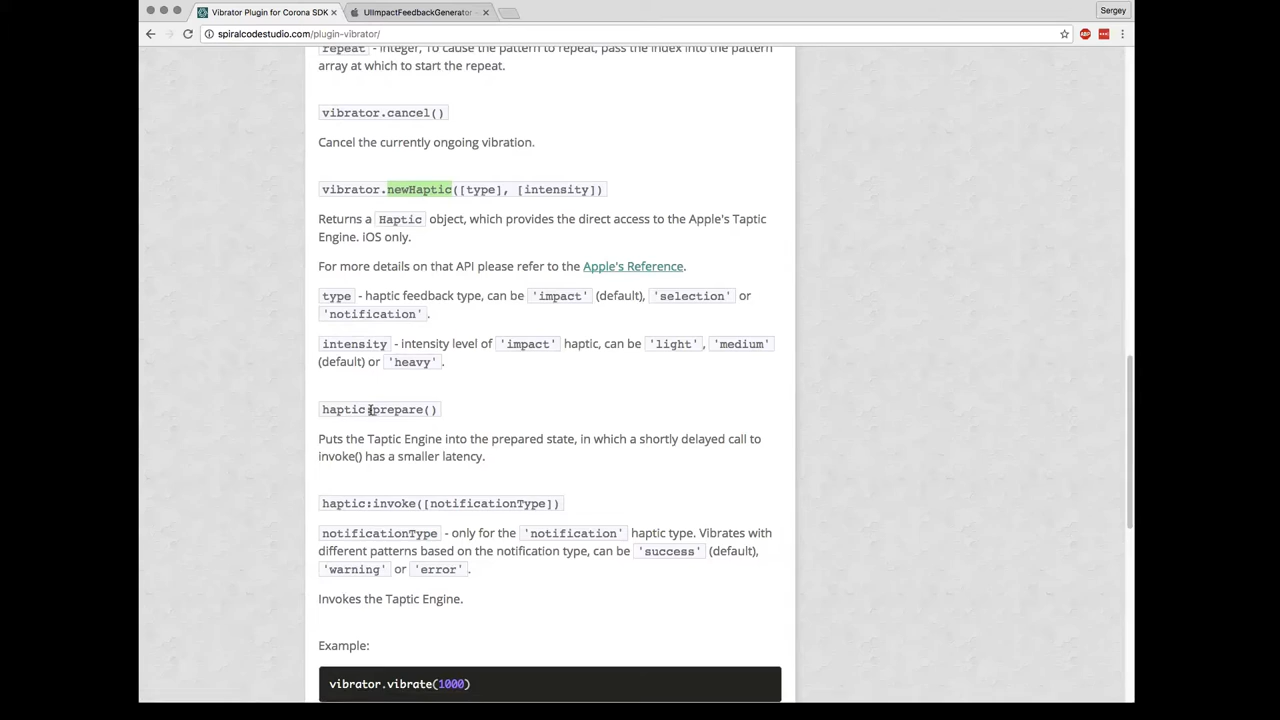 Vibrator Plugin for Corona SDK
UIImpactFeedbackGenerator
Sergey
spiralcodestudio.com/plugin-vibrator/
repeat - integer, To cause the pattern to repeat, pass the index into the pattern
array at which to start the repeat.
vibrator.cancel()
Cancel the currently ongoing vibration.
vibrator.newHaptic([type], [intensity])
Returns a Haptic object, which provides the direct access to the Apple's Taptic
Engine. iOS only.
For more details on that API please refer to the Apple's Reference.
type - haptic feedback type, can be 'impact' (default), 'selection' or
'notification'.
intensity - intensity level of 'impact' haptic, can be 'light', 'medium'
(default) or 'heavy'.
haptic:prepare()
Puts the Taptic Engine into the prepared state, in which a shortly delayed call to
invoke() has a smaller latency.
haptic:invoke([notificationType])
notificationType - only for the 'notification' haptic type. Vibrates with
different patterns based on the notification type, can be 'success' (default),
'warning' or 'error'.
Invokes the Taptic Engine.
Example:
vibrator.vibrate(1000)